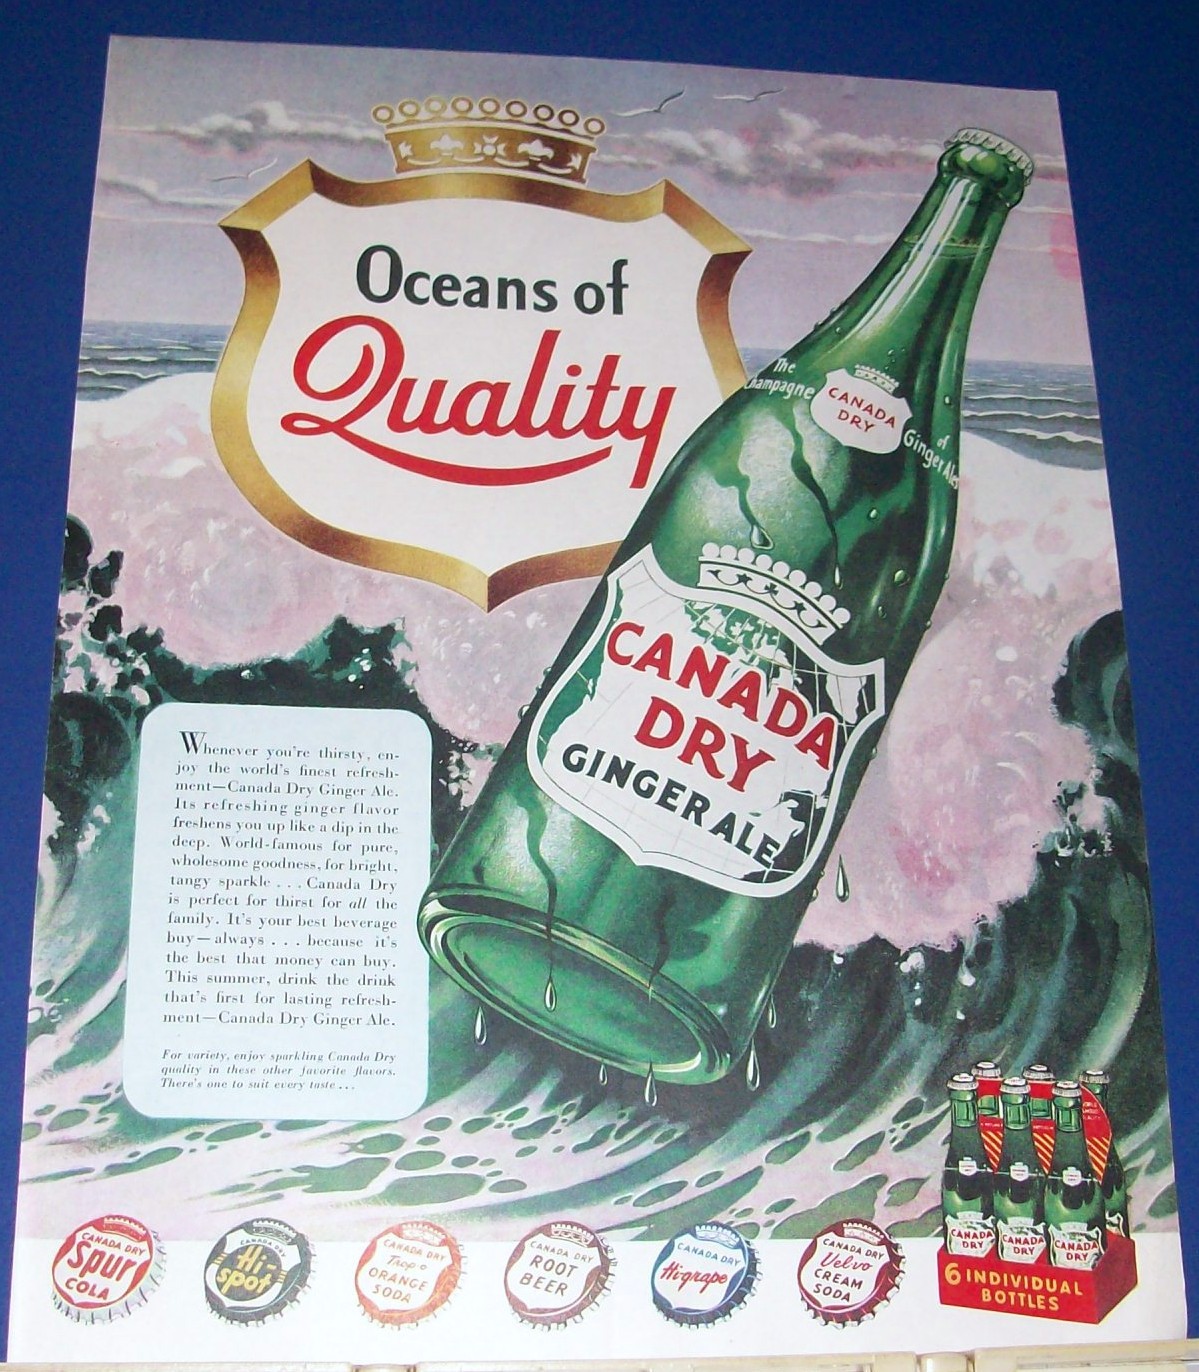 Oceans of
Quality
The
Champagne
CANADA
DRY
of
Ginger Ales
CANADA
DRY
GINGER ALE
Whenever you're thirsty, en-
joy the world's finest refresh-
ment—Canada Dry Ginger Ale.
Its refreshing ginger flavor
freshens you up like a dip in the
deep. World-famous for pure,
wholesome goodness, for bright,
tangy sparkle . . . Canada Dry
is perfect for thirst for all the
family. It's your best beverage
buy—always . . . because it's
the best that money can buy.
This summer, drink the drink
that's first for lasting refresh-
ment—Canada Dry Ginger Ale.
For variety, enjoy sparkling Canada Dry
quality in these other favorite flavors.
There's one to suit every taste . . .
CANADA DRY
Spur
COLA
CANADA DRY
Hi-
spot
CANADA DRY
Trop-o
ORANGE
SODA
CANADA DRY
ROOT
BEER
CANADA DRY
Hi-grape
CANADA DRY
Velvo
CREAM
SODA
CANADA
DRY
CANADA
DRY
CANADA
DRY
6 INDIVIDUAL
BOTTLES